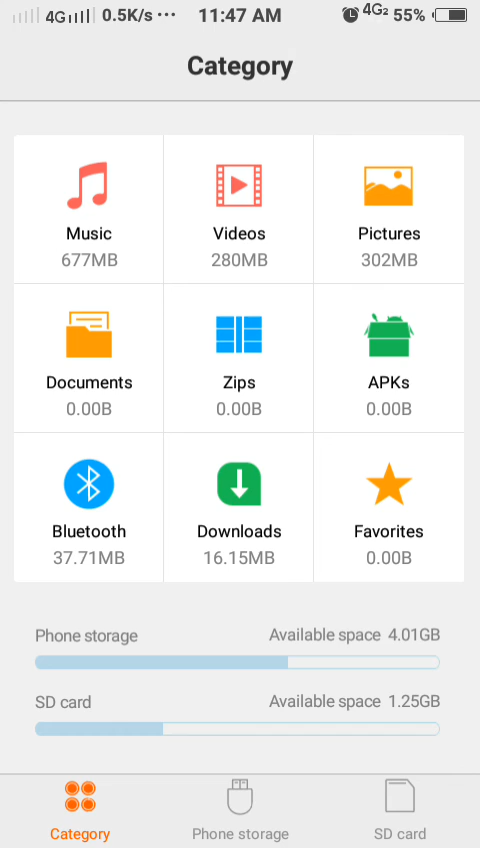 4G 0.5K/s ... 11:47 AM 4G2 55%
Category
Music Videos Pictures
677MB 280MB 302MB
Documents Zips APKs
0.00B 0.00B 0.00B
Bluetooth Downloads Favorites
37.71MB 16.15MB 0.00B
Phone storage Available space 4.01GB
SD card Available space 1.25GB
Category Phone storage SD card